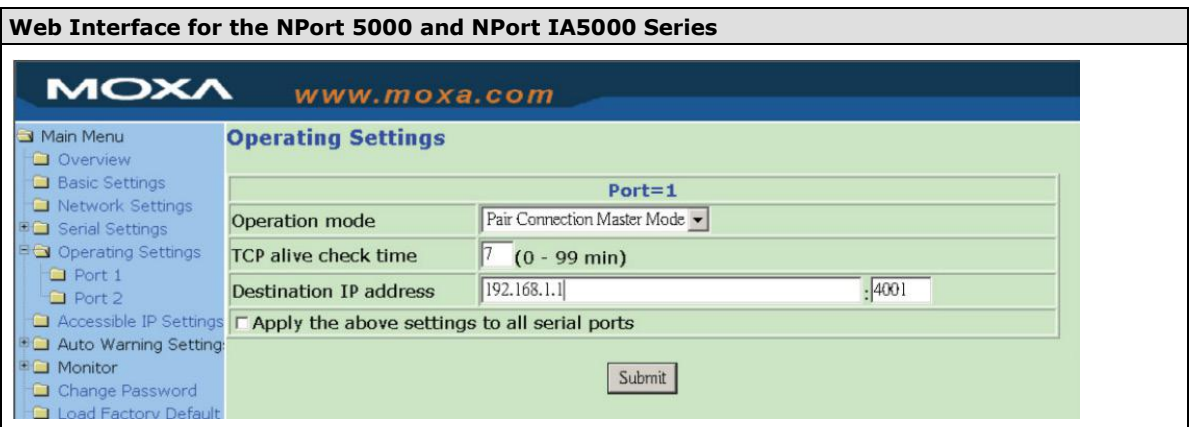 Web Interface for the NPort 5000 and NPort IA5000 Series
MOXA www.moxa.com
Main Menu
Overview
Basic Settings
Network Settings
Serial Settings
Operating Settings
Port 1
Port 2
Accessible IP Settings
Auto Warning Setting
Monitor
Change Password
Load Factory Default
Operating Settings
Port=1
Operation mode Pair Connection Master Mode
TCP alive check time 7 (0 - 99 min)
Destination IP address 192.168.1.1 :4001
Apply the above settings to all serial ports
Submit